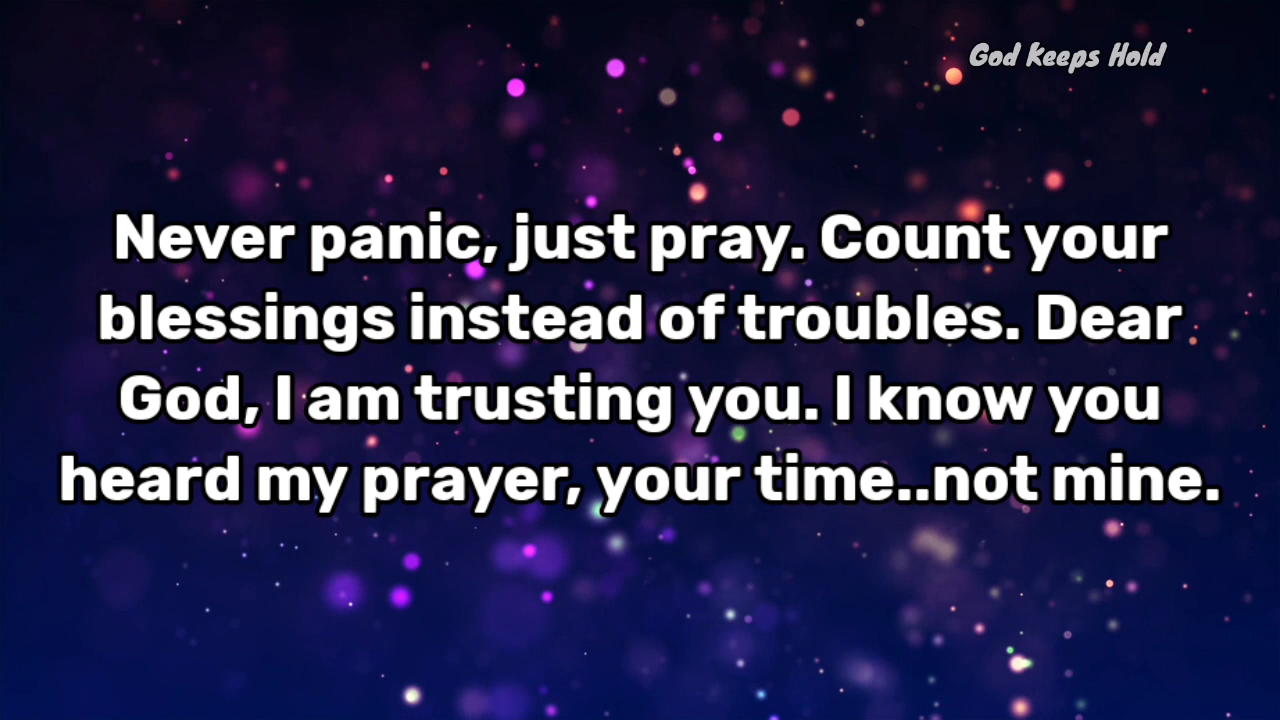 God Keeps Hold
Never panic, just pray. Count your
blessings instead of troubles. Dear
God, I am trusting you. I know you
heard my prayer, your time..not mine.